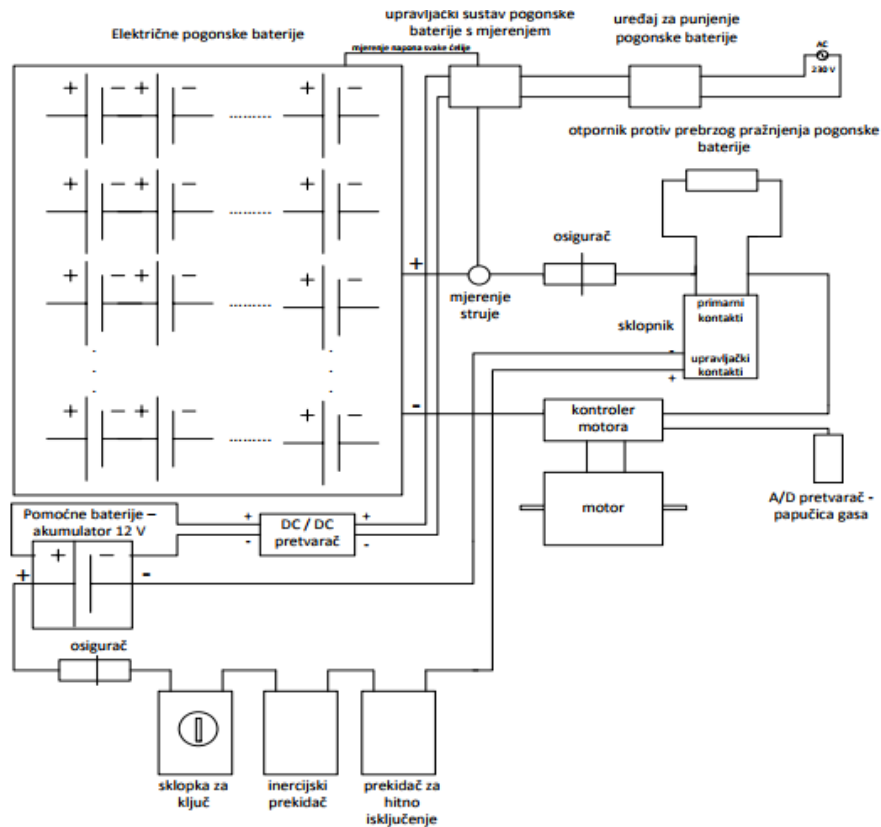 Električne pogonske baterije
upravljački sustav pogonske
baterije s mjerenjem
uređaj za punjenje
pogonske baterije
mjerenje napona svake ćelije
AC
230 V
otpornik protiv prebrzog pražnjenja pogonske
baterije
+ − + − ......... + −
+ − + − ......... + −
+ − + − ......... + −
+ − + − ......... + −
+
mjerenje
struje
osigurač
primarni
kontakti
sklopnik
upravljački
kontakti
-
+
-
kontroler
motora
motor
A/D pretvarač -
papučica gasa
Pomoćne baterije –
akumulator 12 V
+ −
+ -
+ +
DC / DC
pretvarač
- -
osigurač
sklopka za
ključ
inercijski
prekidač
prekidač za
hitno
isključenje